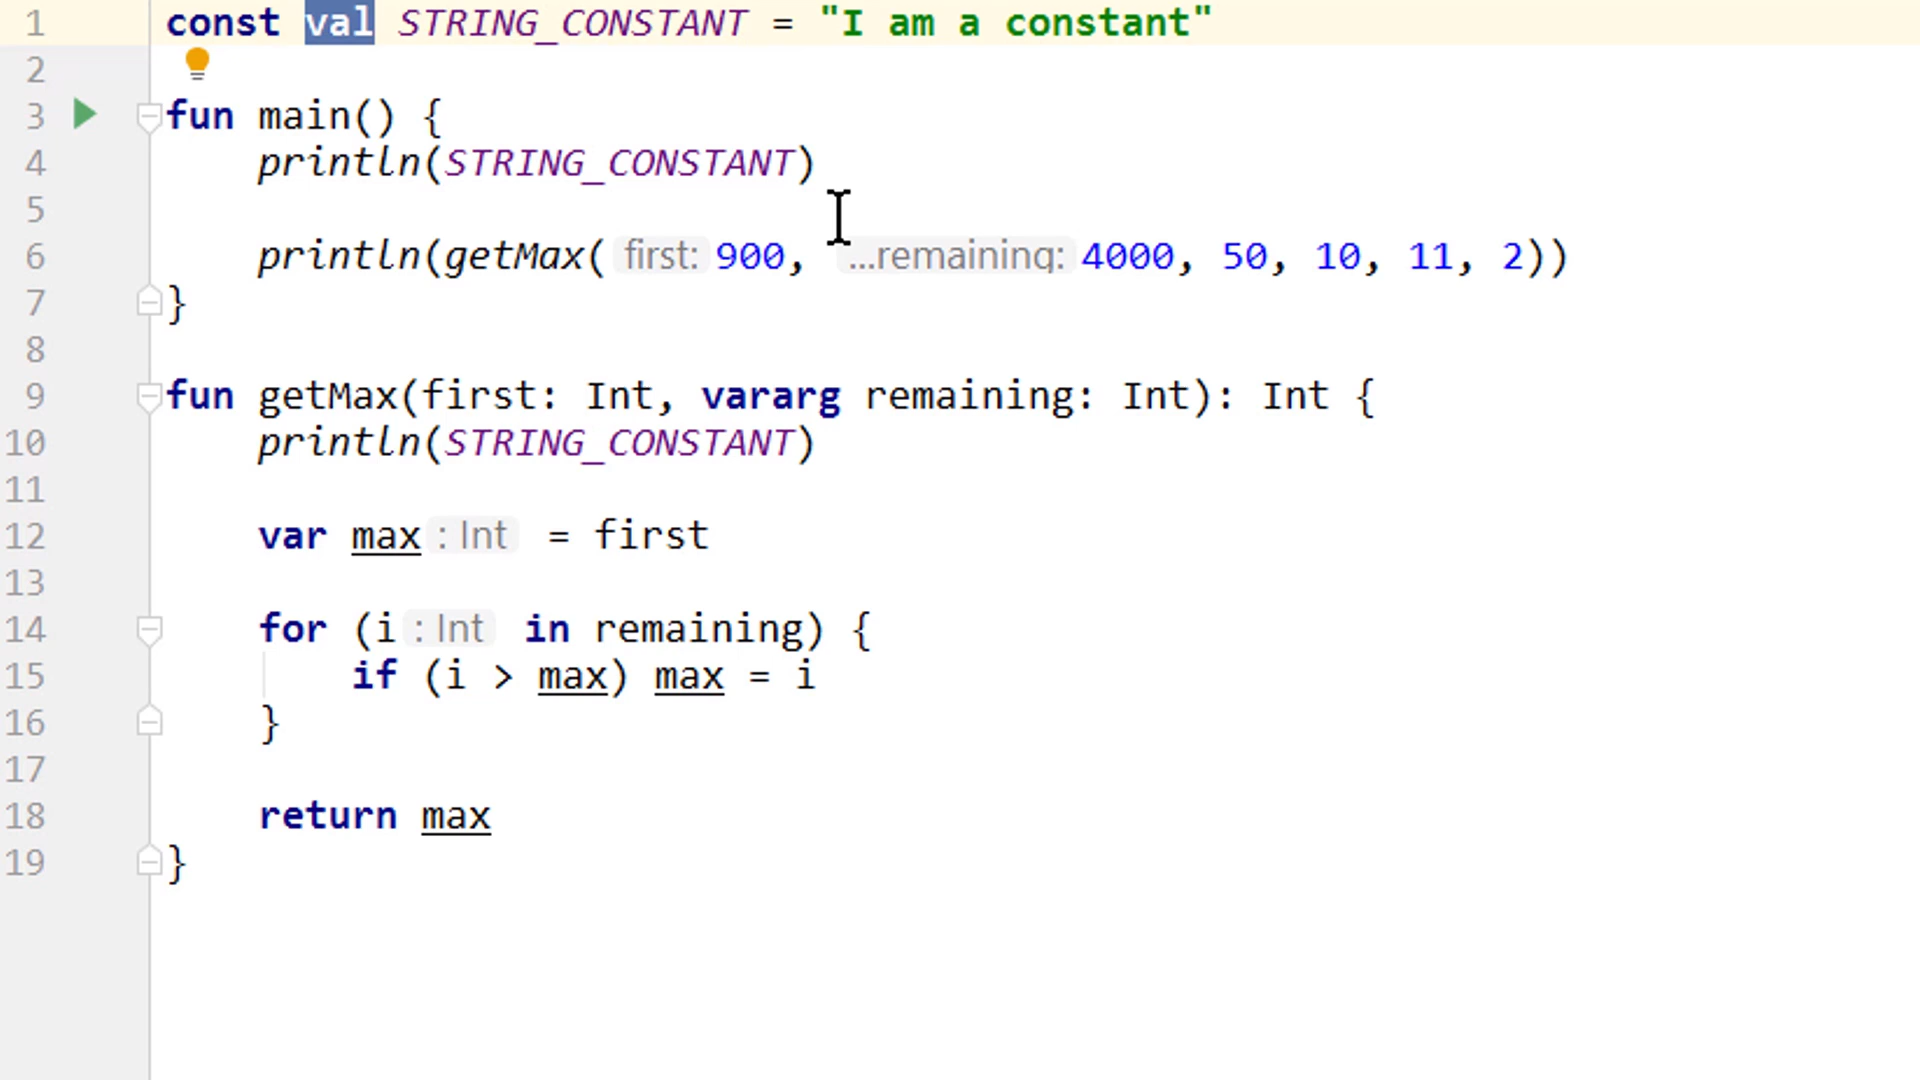 1 const val STRING_CONSTANT = "I am a constant"
2
3 fun main() {
4 println(STRING_CONSTANT)
5
6 println(getMax( first: 900, ...remaining: 4000, 50, 10, 11, 2))
7 }
8
9 fun getMax(first: Int, vararg remaining: Int): Int {
10 println(STRING_CONSTANT)
11
12 var max : Int = first
13
14 for (i : Int in remaining) {
15 if (i > max) max = i
16 }
17
18 return max
19 }